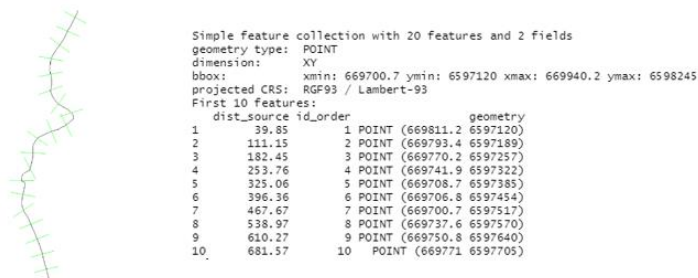 Simple feature collection with 20 features and 2 fields
geometry type:  POINT
dimension:      XY
bbox:           xmin: 669700.7 ymin: 6597120 xmax: 669940.2 ymax: 6598245
projected CRS:  RGF93 / Lambert-93
First 10 features:
   dist_source id_order                 geometry
1        39.85        1 POINT (669811.2 6597120)
2       111.15        2 POINT (669793.4 6597189)
3       182.45        3 POINT (669770.2 6597257)
4       253.76        4 POINT (669741.9 6597322)
5       325.06        5 POINT (669708.7 6597385)
6       396.36        6 POINT (669706.8 6597454)
7       467.67        7 POINT (669700.7 6597517)
8       538.97        8 POINT (669737.6 6597570)
9       610.27        9 POINT (669750.8 6597640)
10      681.57       10   POINT (669771 6597705)